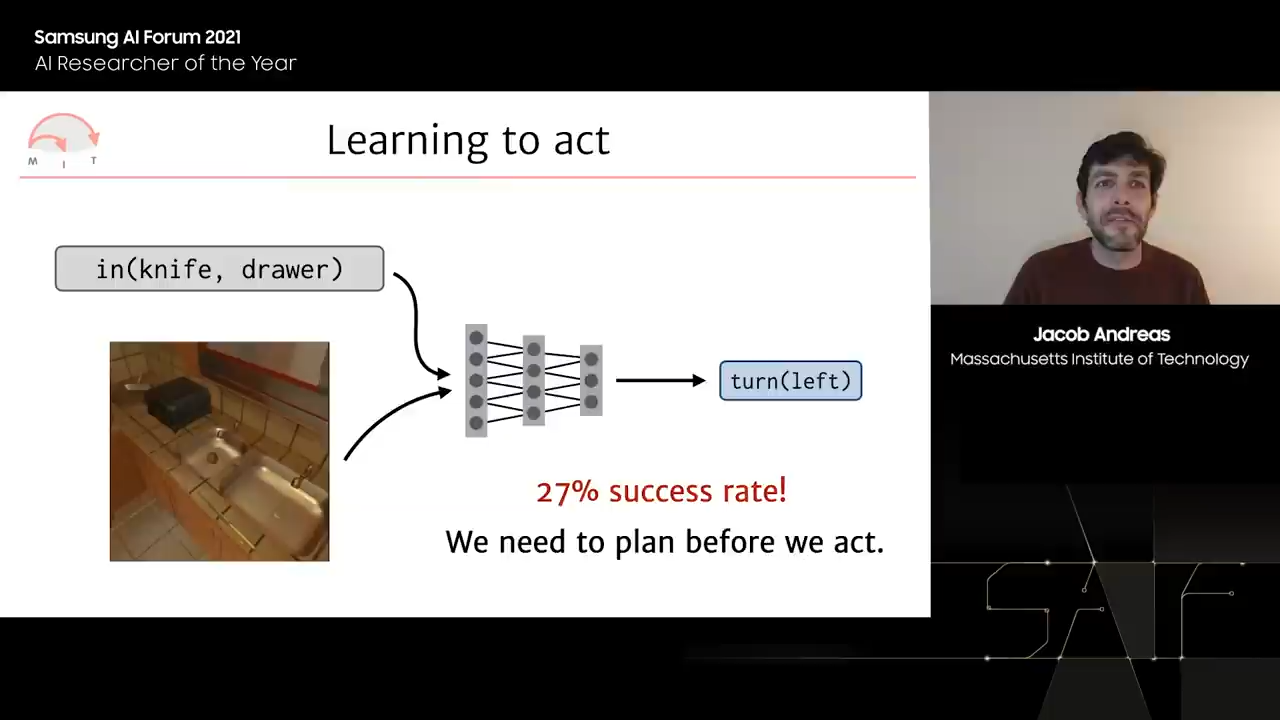 Samsung AI Forum 2021
AI Researcher of the Year
M I T
Learning to act
in(knife, drawer)
turn(left)
27% success rate!
We need to plan before we act.
Jacob Andreas
Massachusetts Institute of Technology
SAIF